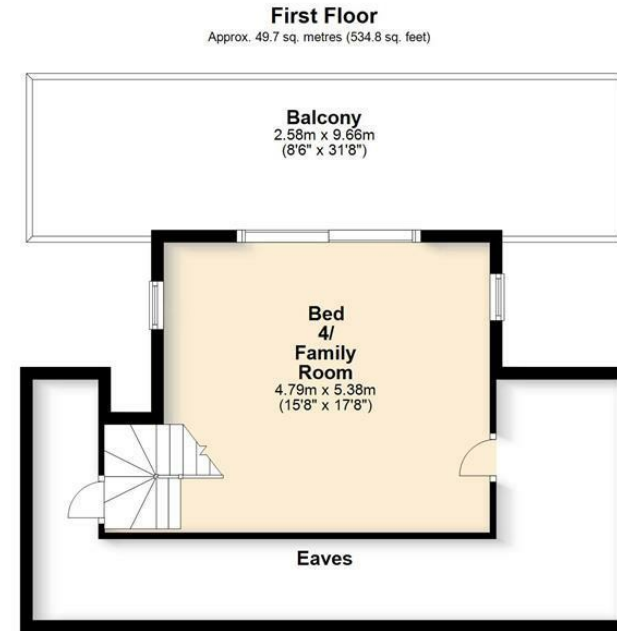 First Floor
Approx. 49.7 sq. metres (534.8 sq. feet)
Balcony
2.58m x 9.66m
(8'6" x 31'8")
Bed
4/
Family
Room
4.79m x 5.38m
(15'8" x 17'8")
Eaves